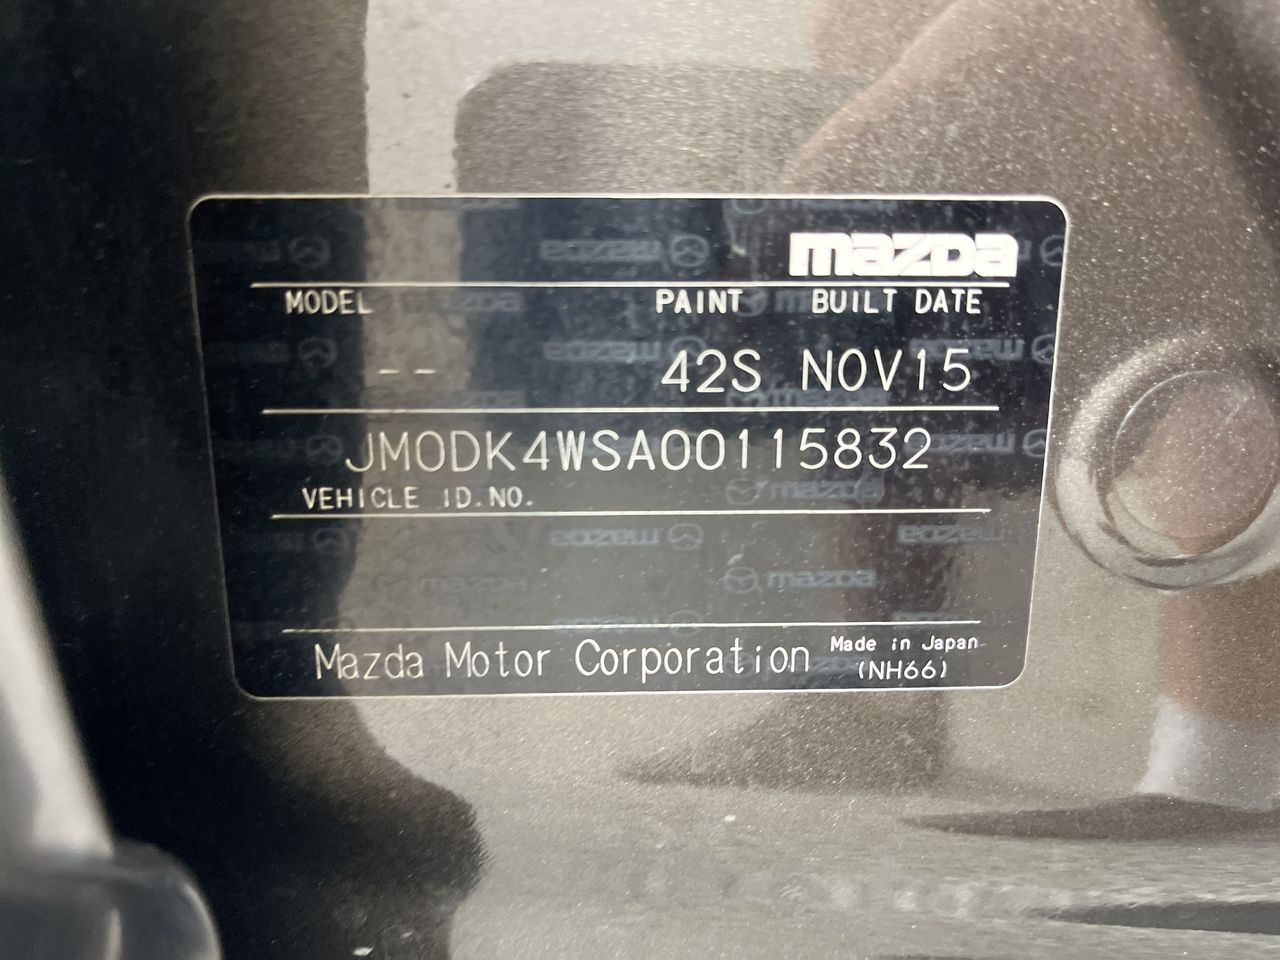 mazda
MODEL PAINT BUILT DATE
-- 42S NOV15
JM0DK4WSA00115832
VEHICLE ID.NO.
Mazda Motor Corporation Made in Japan
(NH66)